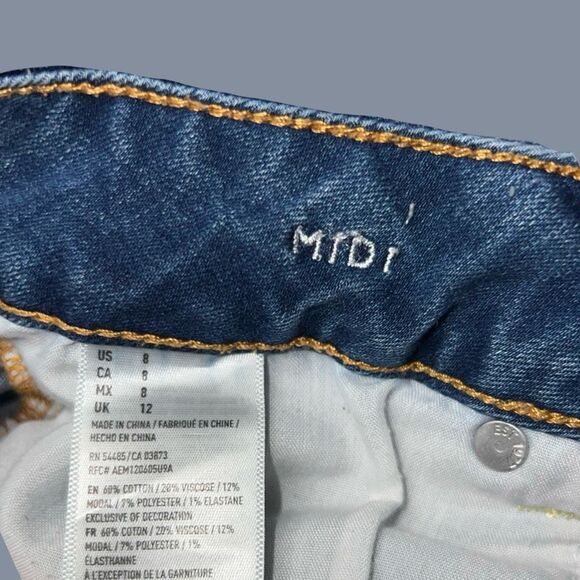 MIDI
US 8
CA 8
MX 8
UK 12
MADE IN CHINA / FABRIQUÉ EN CHINE /
HECHO EN CHINA
RN 54485/CA 03873
RFC# AEM120605U9A
EN 60% COTTON / 20% VISCOSE / 12%
MODAL / 7% POLYESTER / 1% ELASTANE
EXCLUSIVE OF DECORATION
FR 60% COTON / 20% VISCOSE / 12%
MODAL / 7% POLYESTER / 1%
ÉLASTHANNE
À L'EXCEPTION DE LA GARNITURE
EST